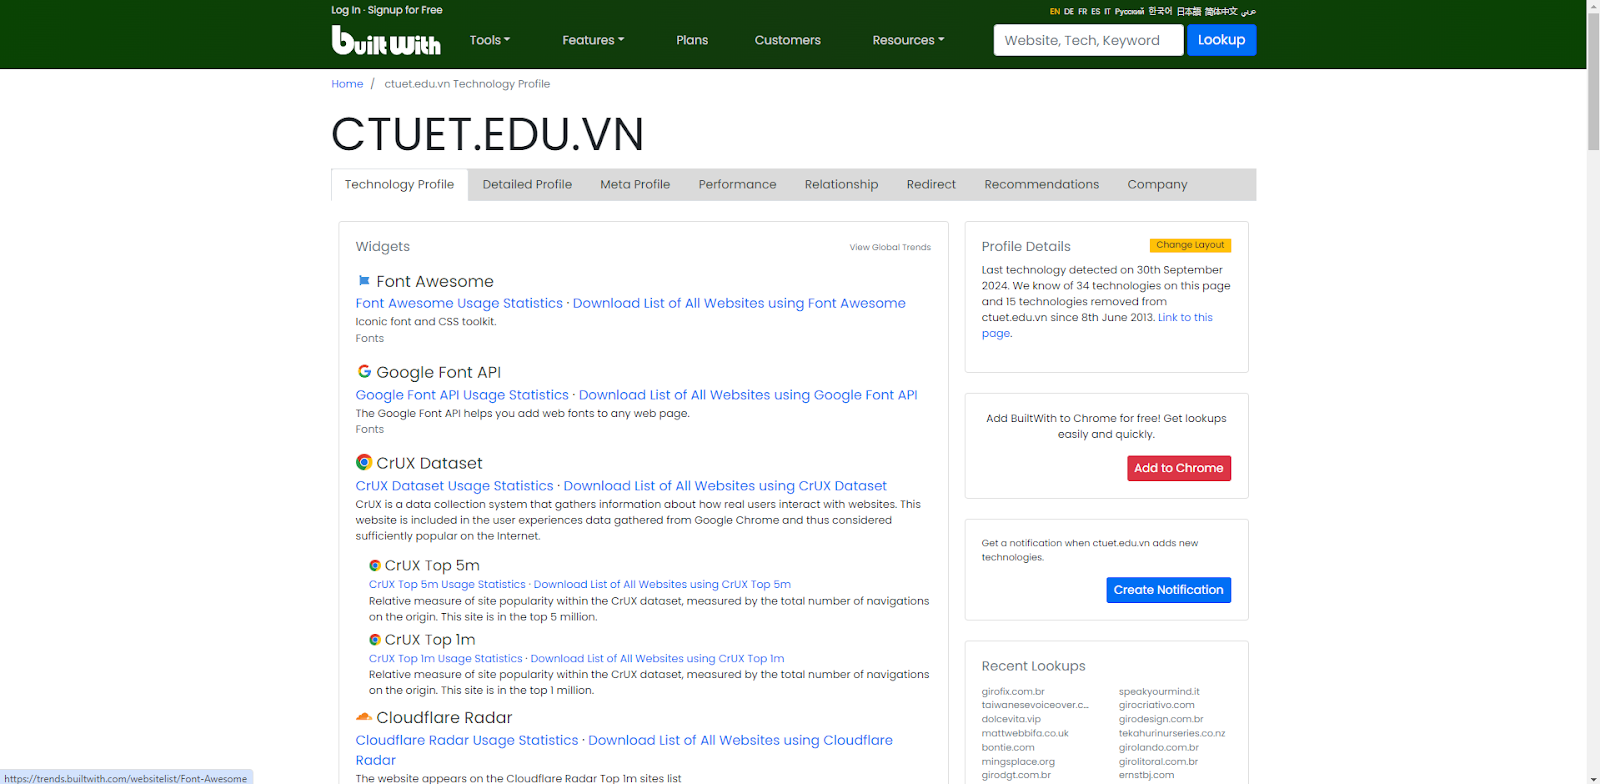 Log In · Signup for Free
EN DE FR ES IT Русский 한국어 日本語 简体中文 عربي
built With
Tools Features Plans Customers Resources
Website, Tech, Keyword Lookup
Home / ctuet.edu.vn Technology Profile
CTUET.EDU.VN
Technology Profile Detailed Profile Meta Profile Performance Relationship Redirect Recommendations Company
Widgets
View Global Trends
Font Awesome
Font Awesome Usage Statistics · Download List of All Websites using Font Awesome
Iconic font and CSS toolkit.
Fonts
Google Font API
Google Font API Usage Statistics · Download List of All Websites using Google Font API
The Google Font API helps you add web fonts to any web page.
Fonts
CrUX Dataset
CrUX Dataset Usage Statistics · Download List of All Websites using CrUX Dataset
CrUX is a data collection system that gathers information about how real users interact with websites. This
website is included in the user experiences data gathered from Google Chrome and thus considered
sufficiently popular on the Internet.
CrUX Top 5m
CrUX Top 5m Usage Statistics · Download List of All Websites using CrUX Top 5m
Relative measure of site popularity within the CrUX dataset, measured by the total number of navigations
on the origin. This site is in the top 5 million.
CrUX Top 1m
CrUX Top 1m Usage Statistics · Download List of All Websites using CrUX Top 1m
Relative measure of site popularity within the CrUX dataset, measured by the total number of navigations
on the origin. This site is in the top 1 million.
Cloudflare Radar
Cloudflare Radar Usage Statistics · Download List of All Websites using Cloudflare
Radar
The website appears on the Cloudflare Radar Top 1m sites list
Profile Details
Change Layout
Last technology detected on 30th September
2024. We know of 34 technologies on this page
and 15 technologies removed from
ctuet.edu.vn since 8th June 2013. Link to this
page.
Add BuiltWith to Chrome for free! Get lookups
easily and quickly.
Add to Chrome
Get a notification when ctuet.edu.vn adds new
technologies.
Create Notification
Recent Lookups
girofix.com.br speakyourmind.it
taiwanesevoiceover.c... girocriativo.com
dolcevita.vip girodesign.com.br
mattwebbifa.co.uk tekahurinurseries.co.nz
bontie.com girolando.com.br
mingsplace.org girolitoral.com.br
girodgt.com.br ernstbj.com
https://trends.builtwith.com/websitelist/Font-Awesome